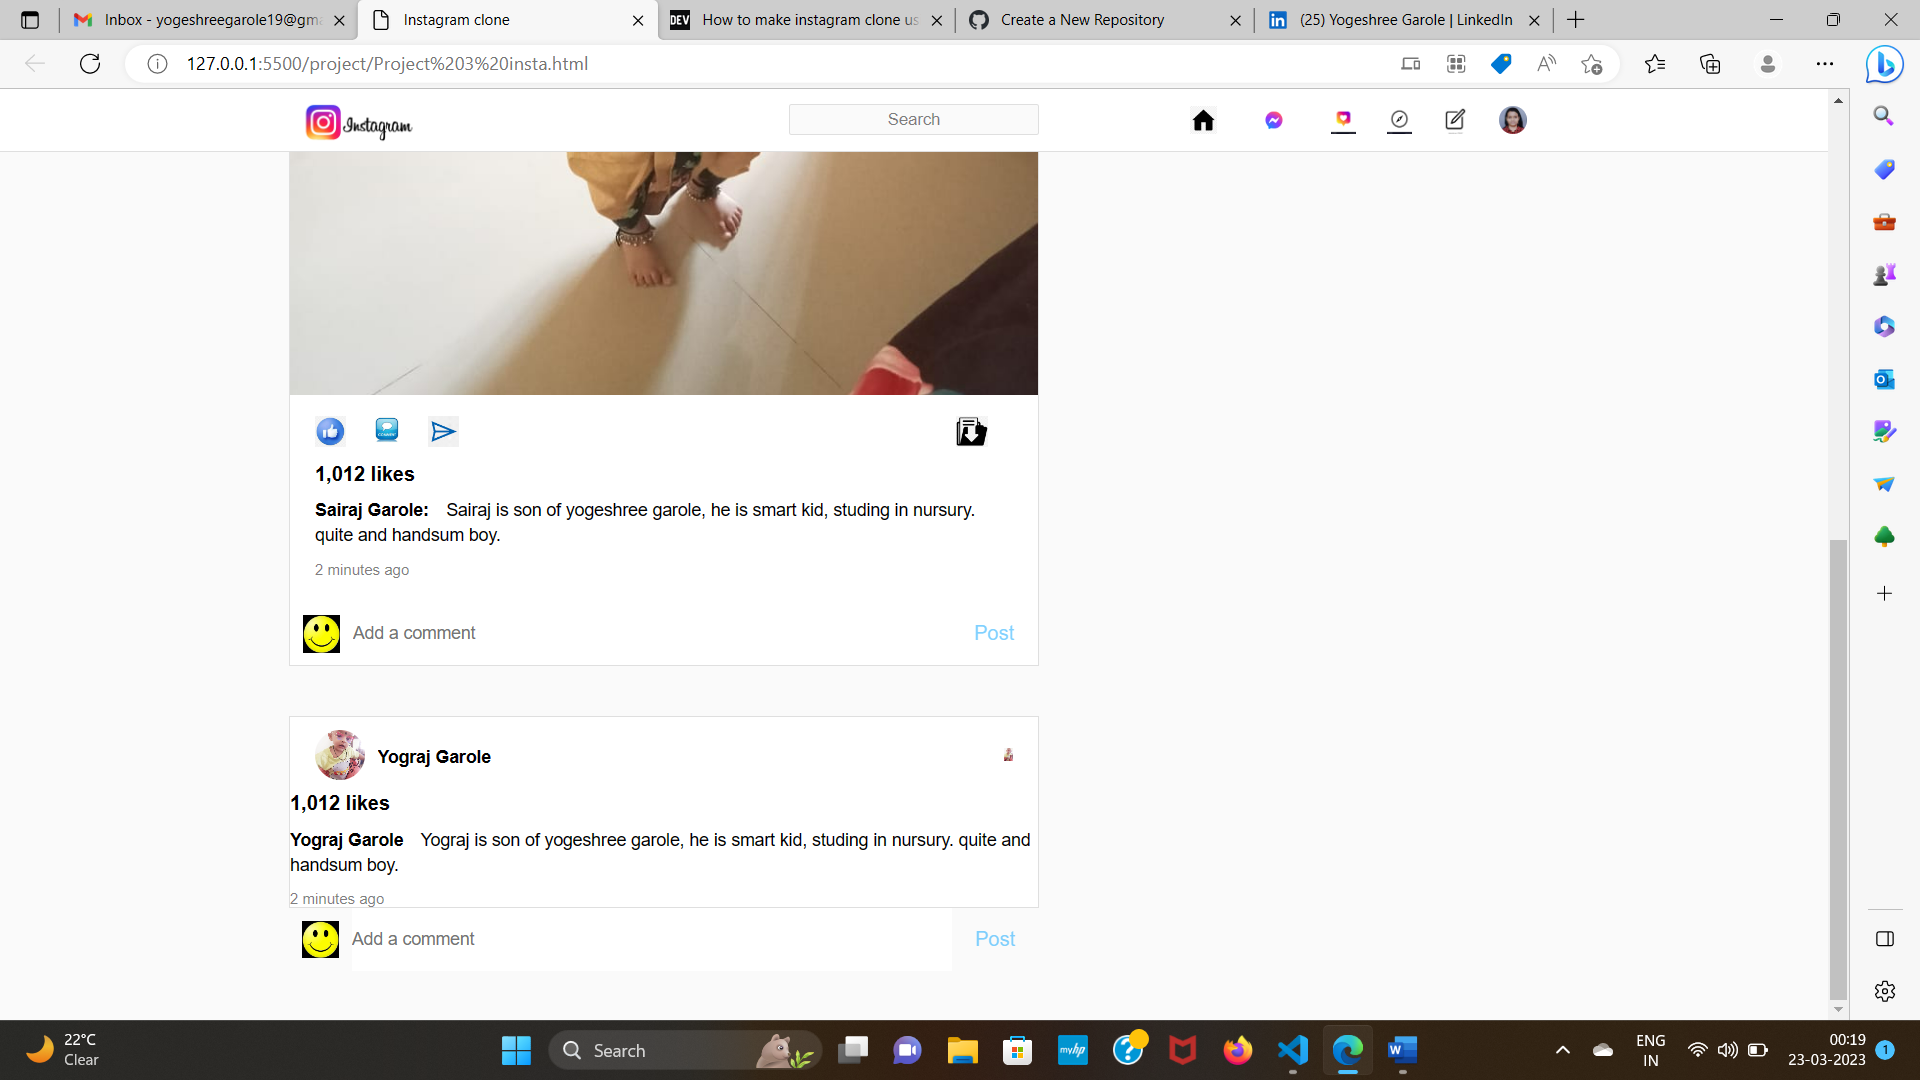 Inbox - yogeshreegarole19@gma
Instagram clone
DEV
How to make instagram clone us
Create a New Repository
(25) Yogeshree Garole | LinkedIn
127.0.0.1:5500/project/Project%203%20insta.html
Instagram
Search
1,012 likes
Sairaj Garole: Sairaj is son of yogeshree garole, he is smart kid, studing in nursury.
quite and handsum boy.
2 minutes ago
Add a comment
Post
Yograj Garole
1,012 likes
Yograj Garole Yograj is son of yogeshree garole, he is smart kid, studing in nursury. quite and
handsum boy.
2 minutes ago
Add a comment
Post
22°C
Clear
Search
myhp
ENG
IN
00:19
23-03-2023
1